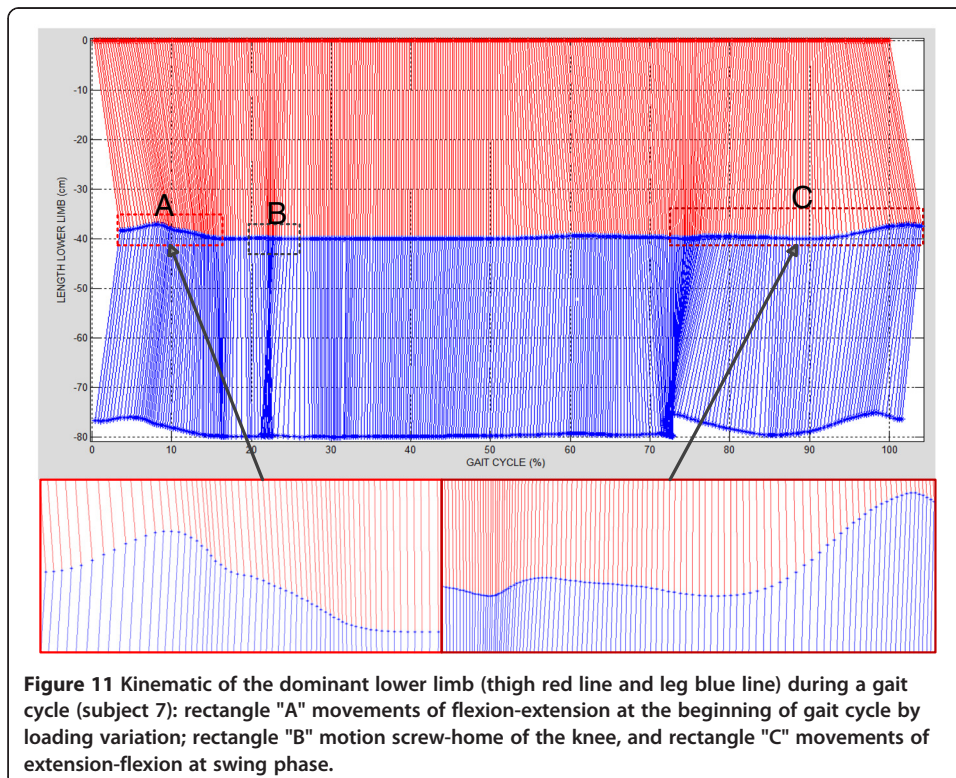 0
-10
-20
-30
-40
-50
-60
-70
-80
LENGTH LOWER LIMB (cm)
A
B
C
0 10 20 30 40 50 60 70 80 90 100
GAIT CYCLE (%)
Figure 11 Kinematic of the dominant lower limb (thigh red line and leg blue line) during a gait
cycle (subject 7): rectangle "A" movements of flexion-extension at the beginning of gait cycle by
loading variation; rectangle "B" motion screw-home of the knee, and rectangle "C" movements of
extension-flexion at swing phase.